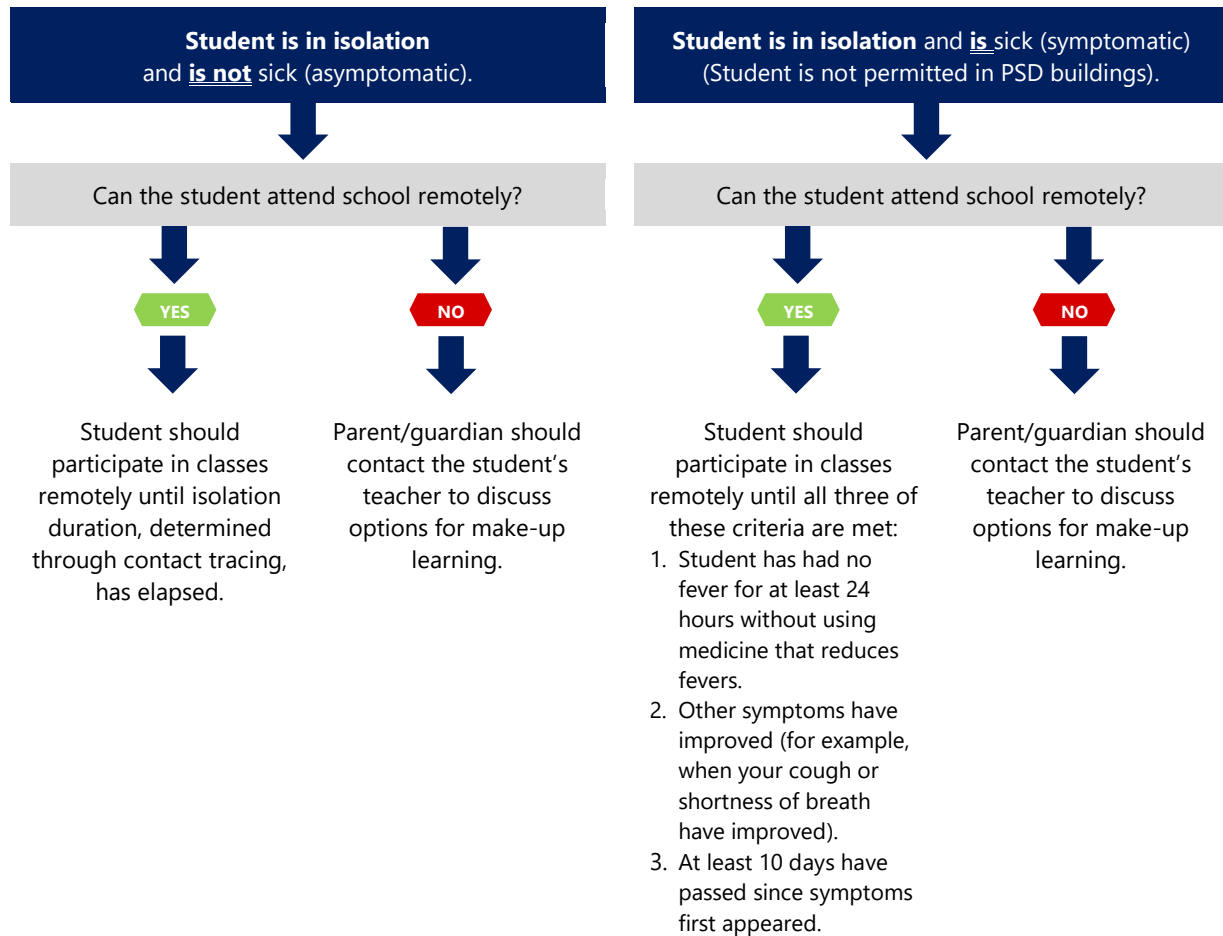 Student is in isolation
and is not sick (asymptomatic).
Can the student attend school remotely?
YES
Student should
participate in classes
remotely until isolation
duration, determined
through contact tracing,
has elapsed.
NO
Parent/guardian should
contact the student’s
teacher to discuss
options for make-up
learning.
Student is in isolation and is sick (symptomatic)
(Student is not permitted in PSD buildings).
Can the student attend school remotely?
YES
Student should
participate in classes
remotely until all three of
these criteria are met:
1. Student has had no
fever for at least 24
hours without using
medicine that reduces
fevers.
2. Other symptoms have
improved (for example,
when your cough or
shortness of breath
have improved).
3. At least 10 days have
passed since symptoms
first appeared.
NO
Parent/guardian should
contact the student’s
teacher to discuss
options for make-up
learning.